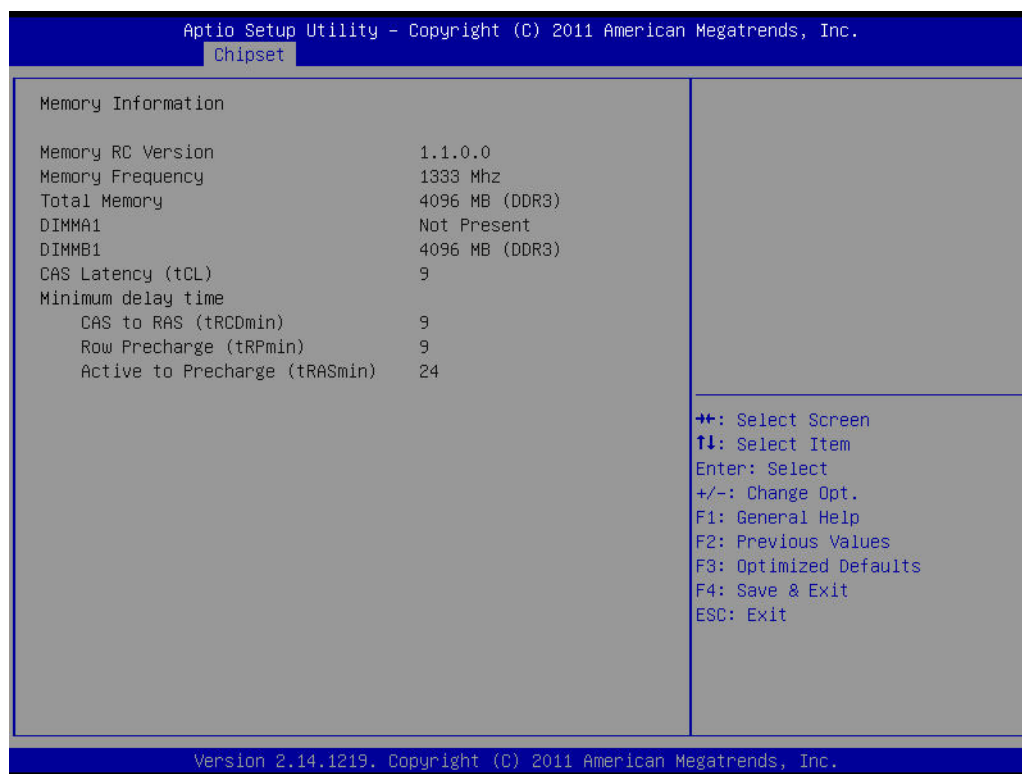 Aptio Setup Utility – Copyright (C) 2011 American Megatrends, Inc.
Chipset
Memory Information
Memory RC Version 1.1.0.0
Memory Frequency 1333 Mhz
Total Memory 4096 MB (DDR3)
DIMMA1 Not Present
DIMMB1 4096 MB (DDR3)
CAS Latency (tCL) 9
Minimum delay time
CAS to RAS (tRCDmin) 9
Row Precharge (tRPmin) 9
Active to Precharge (tRASmin) 24
→←: Select Screen
↑↓: Select Item
Enter: Select
+/-: Change Opt.
F1: General Help
F2: Previous Values
F3: Optimized Defaults
F4: Save & Exit
ESC: Exit
Version 2.14.1219. Copyright (C) 2011 American Megatrends, Inc.